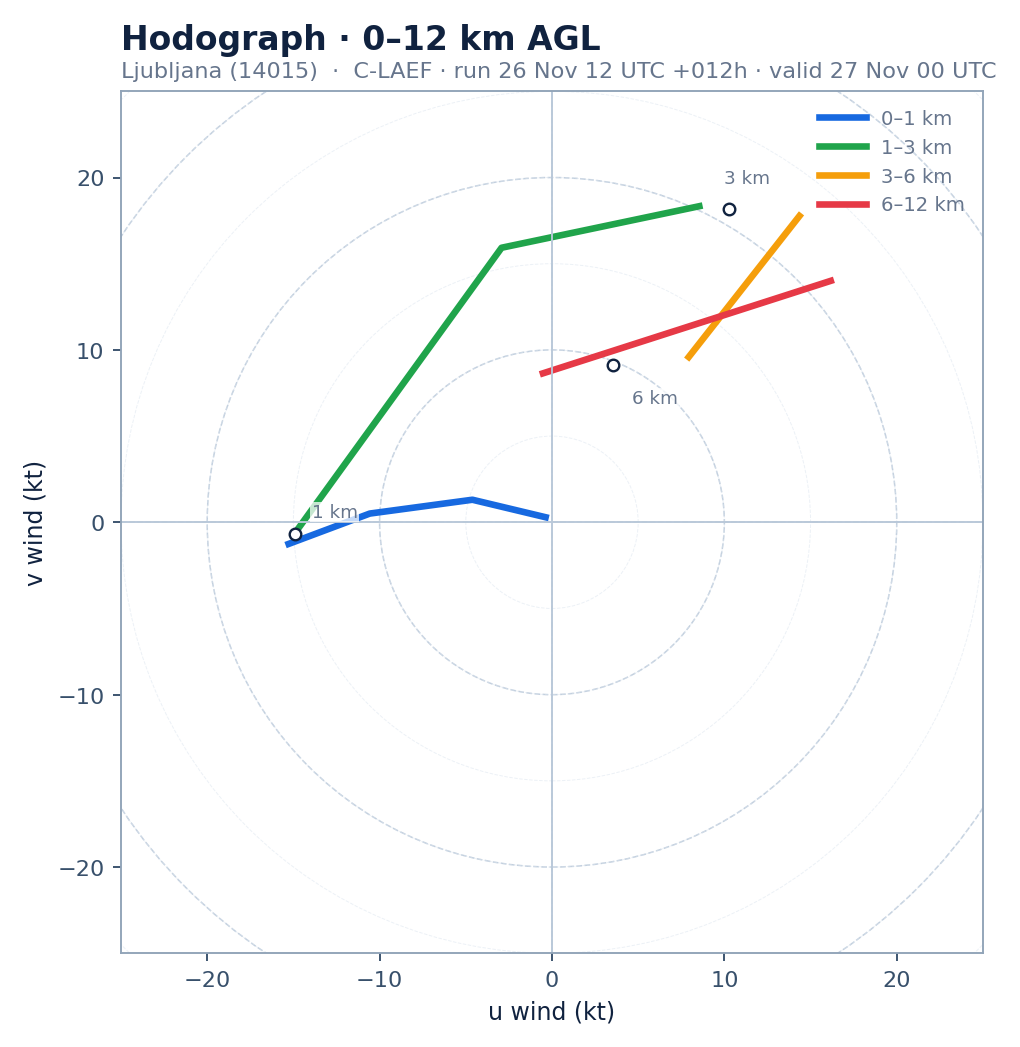 Hodograph · 0–12 km AGL
Ljubljana (14015) · C-LAEF · run 26 Nov 12 UTC +012h · valid 27 Nov 00 UTC
0–1 km
1–3 km
3–6 km
6–12 km
3 km
6 km
1 km
20
10
0
−10
−20
v wind (kt)
−20
−10
0
10
20
u wind (kt)